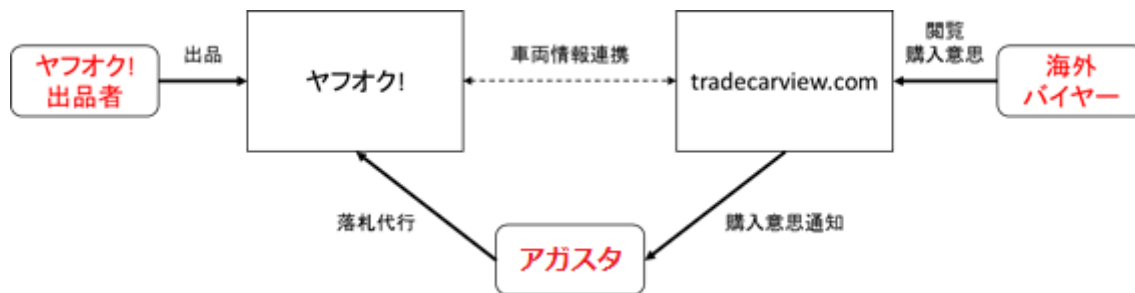 ヤフオク!
出品者
出品
ヤフオク!
車両情報連携
tradecarview.com
閲覧
購入意思
海外
バイヤー
落札代行
アガスタ
購入意思通知